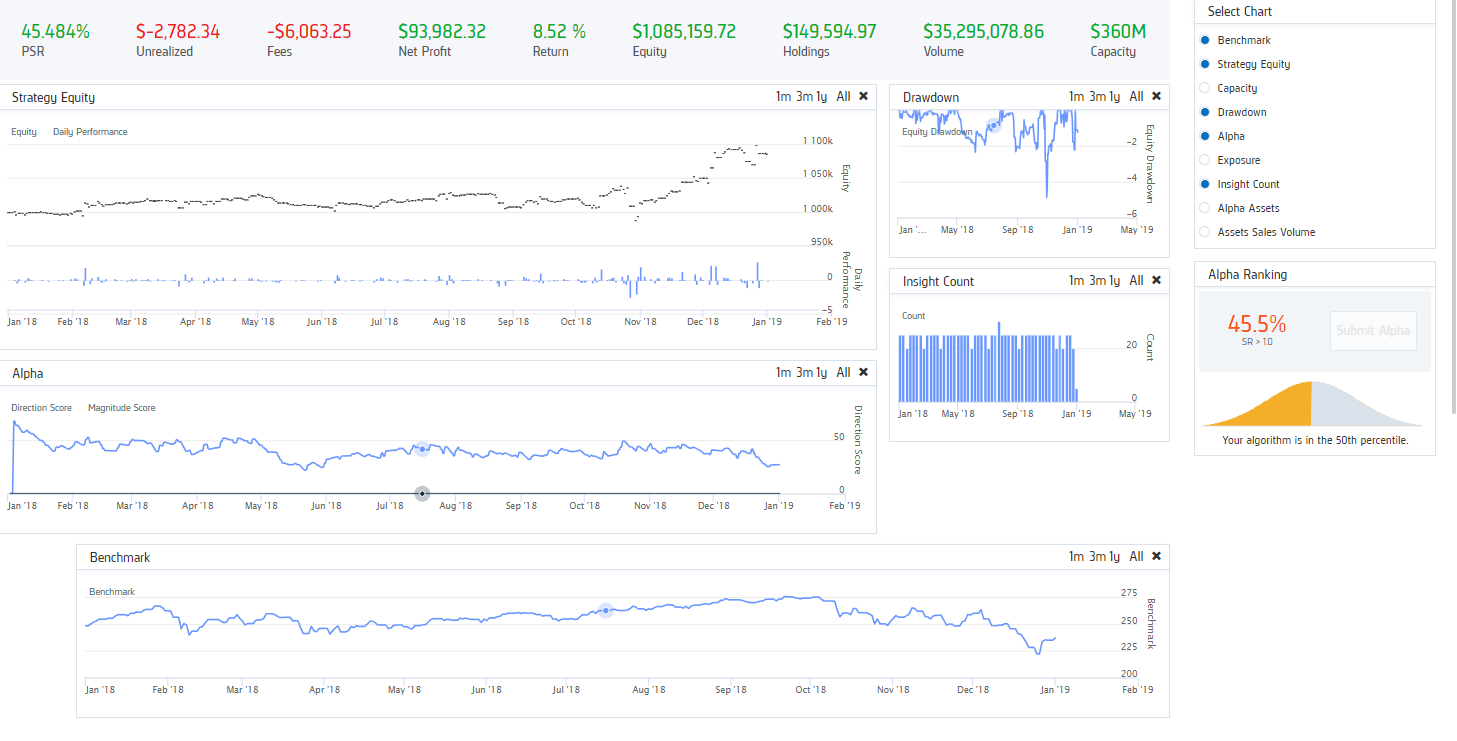 45.484% $-2,782.34 -$6,063.25 $93,982.32 8.52 % $1,085,159.72 $149,594.97 $35,295,078.86 $360M
PSR Unrealized Fees Net Profit Return Equity Holdings Volume Capacity
Strategy Equity 1m 3m 1y All ✖
Equity Daily Performance
1 100k
1 050k
1 000k
950k
Equity
0
-5
Daily
Performance
Jan '18 Feb '18 Mar '18 Apr '18 May '18 Jun '18 Jul '18 Aug '18 Sep '18 Oct '18 Nov '18 Dec '18 Jan '19 Feb '19
Drawdown 1m 3m 1y All ✖
Equity Drawdown
-2
-4
-6
Equity Drawdown
Jan '... May '18 Sep '18 Jan '19 May '19
Insight Count 1m 3m 1y All ✖
Count
20
0
Count
Jan '18 May '18 Sep '18 Jan '19 May '19
Alpha 1m 3m 1y All ✖
Direction Score Magnitude Score
50
0
Direction Score
Jan '18 Feb '18 Mar '18 Apr '18 May '18 Jun '18 Jul '18 Aug '18 Sep '18 Oct '18 Nov '18 Dec '18 Jan '19 Feb '19
Benchmark 1m 3m 1y All ✖
Benchmark
275
250
225
200
Benchmark
Jan '18 Feb '18 Mar '18 Apr '18 May '18 Jun '18 Jul '18 Aug '18 Sep '18 Oct '18 Nov '18 Dec '18 Jan '19 Feb '19
Select Chart
Benchmark
Strategy Equity
Capacity
Drawdown
Alpha
Exposure
Insight Count
Alpha Assets
Assets Sales Volume
Alpha Ranking
45.5%
SR > 1.0
Submit Alpha
Your algorithm is in the 50th percentile.